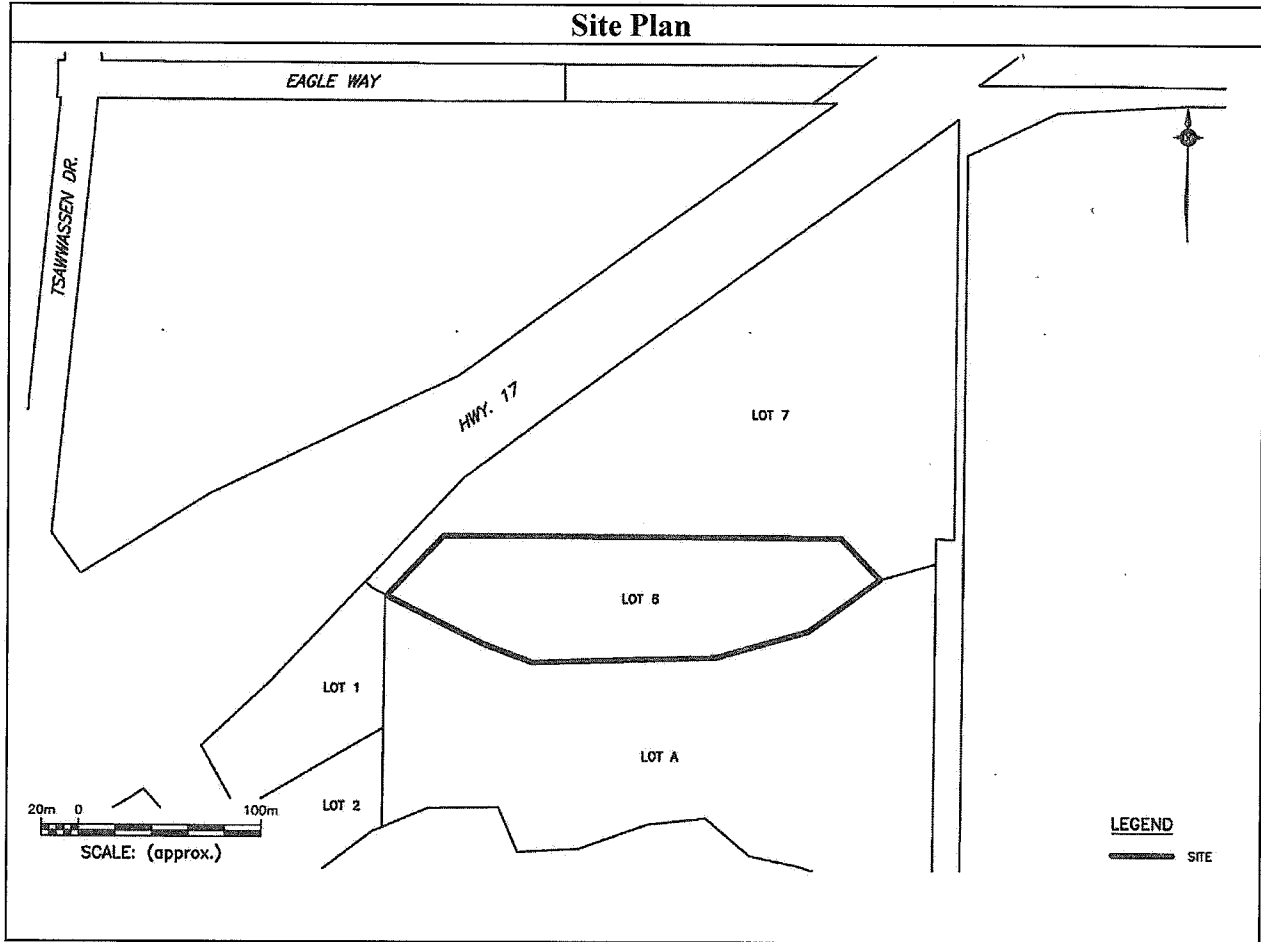 Site Plan
EAGLE WAY
TSAWWASSEN DR.
HWY. 17
LOT 7
LOT 6
LOT 1
LOT A
LOT 2
20m 0 100m
SCALE: (approx.)
LEGEND
SITE